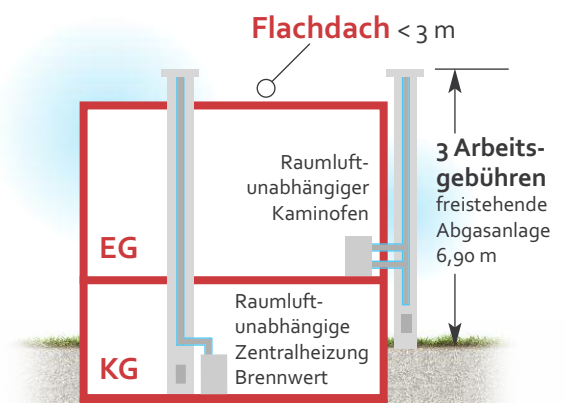 Flachdach < 3 m
Raumluft-
unabhängiger
Kaminofen
3 Arbeits-
gebühren
freistehende
Abgasanlage
6,90 m
EG
Raumluft-
unabhängige
Zentralheizung
Brennwert
KG